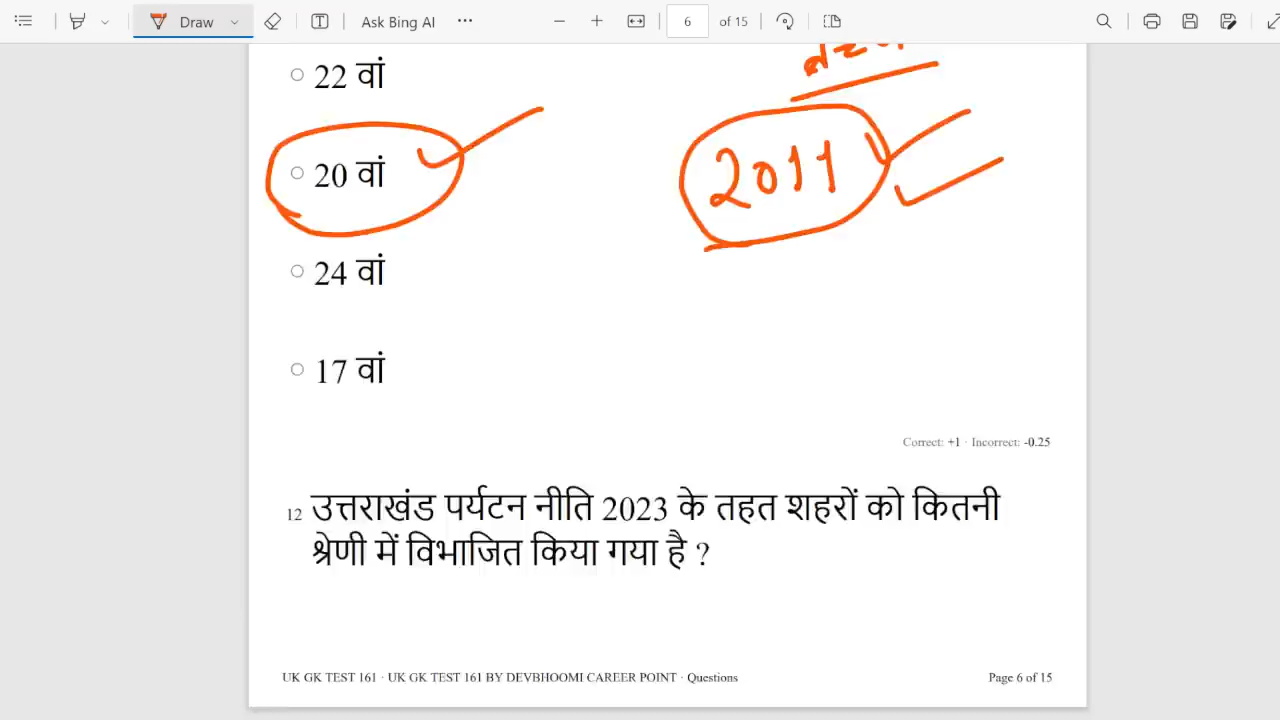 Draw
Ask Bing AI
6 of 15
22 वां
20 वां
2011
24 वां
17 वां
Correct: +1 · Incorrect: -0.25
12 उत्तराखंड पर्यटन नीति 2023 के तहत शहरों को कितनी
श्रेणी में विभाजित किया गया है ?
UK GK TEST 161 · UK GK TEST 161 BY DEVBHOOMI CAREER POINT · Questions
Page 6 of 15